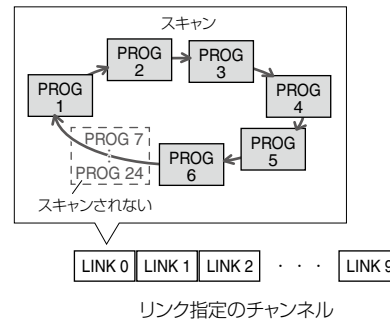 スキャン
PROG
1
PROG
2
PROG
3
PROG
4
PROG
5
PROG
6
PROG 7
PROG 24
スキャンされない
LINK 0
LINK 1
LINK 2
· · ·
LINK 9
リンク指定のチャンネル